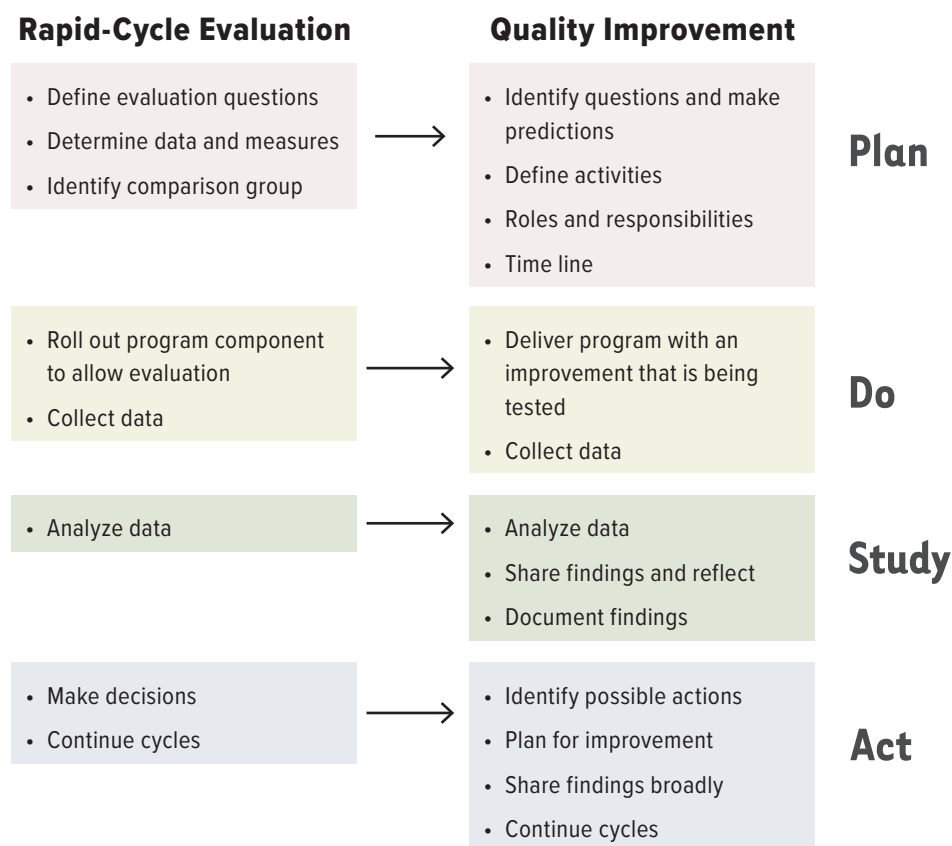 Rapid-Cycle Evaluation
Quality Improvement
• Define evaluation questions
• Determine data and measures
• Identify comparison group
• Identify questions and make
predictions
• Define activities
• Roles and responsibilities
• Time line
Plan
• Roll out program component
to allow evaluation
• Collect data
• Deliver program with an
improvement that is being
tested
• Collect data
Do
• Analyze data
• Analyze data
• Share findings and reflect
• Document findings
Study
• Make decisions
• Continue cycles
• Identify possible actions
• Plan for improvement
• Share findings broadly
• Continue cycles
Act